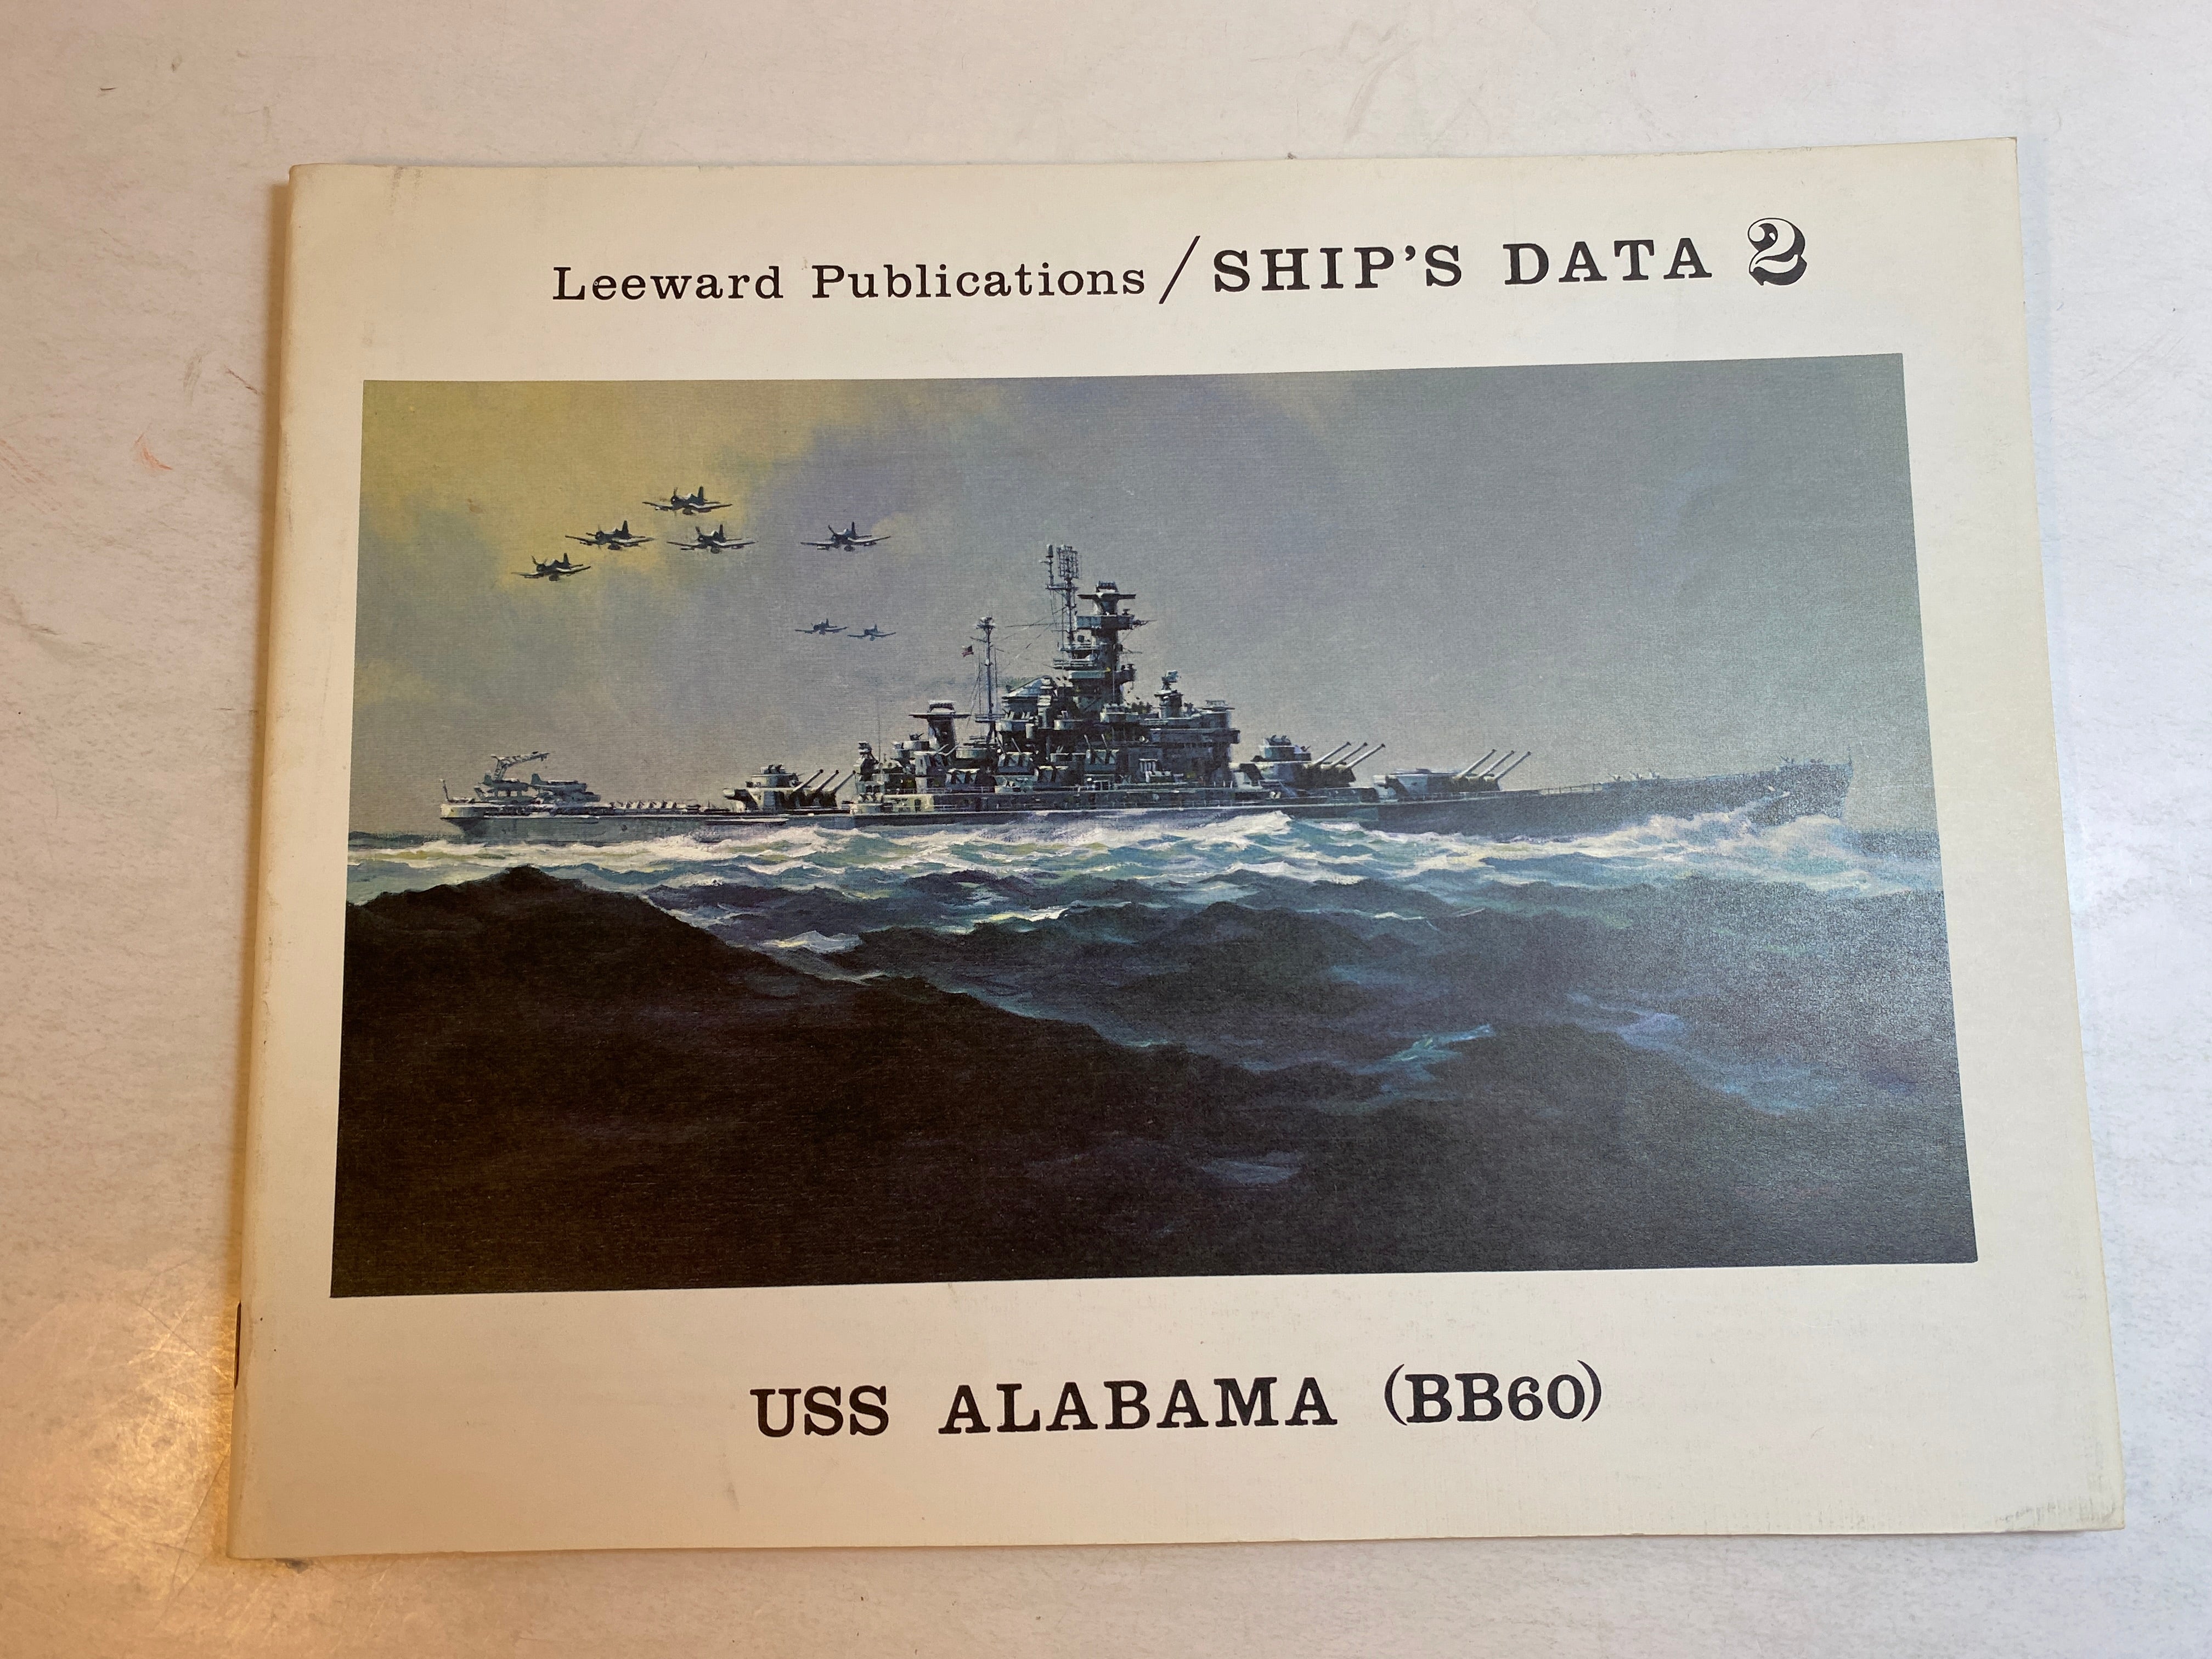 Leeward Publications / SHIP'S DATA 2
USS ALABAMA (BB60)